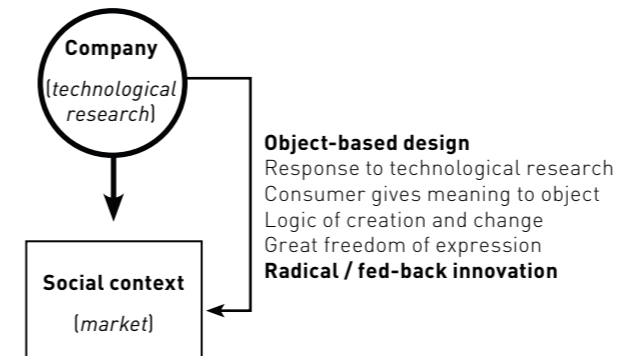 Company
(technological
research)
Object-based design
Response to technological research
Consumer gives meaning to object
Logic of creation and change
Great freedom of expression
Radical / fed-back innovation
Social context
(market)